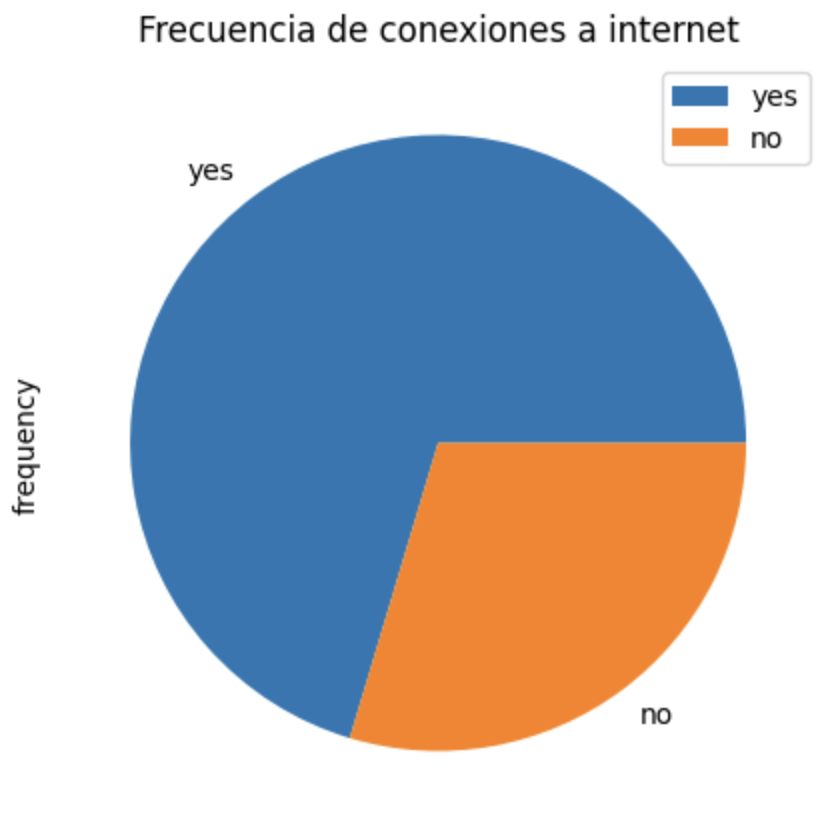 Frecuencia de conexiones a internet
yes
no
yes
frequency
no